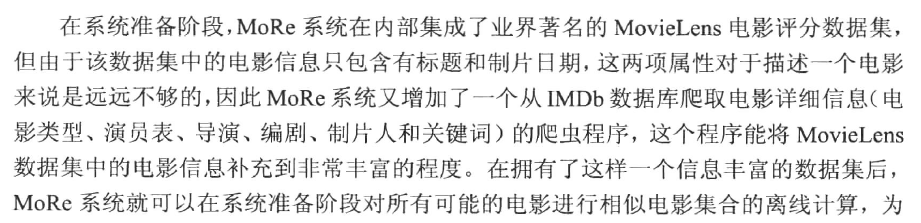 在系统准备阶段,MoRe 系统在内部集成了业界著名的 MovieLens 电影评分数据集,
但由于该数据集中的电影信息只包含有标题和制片日期,这两项属性对于描述一个电影
来说是远远不够的,因此 MoRe 系统又增加了一个从 IMDb 数据库爬取电影详细信息(电
影类型、演员表、导演、编剧、制片人和关键词)的爬虫程序,这个程序能将 MovieLens
数据集中的电影信息补充到非常丰富的程度。在拥有了这样一个信息丰富的数据集后,
MoRe 系统就可以在系统准备阶段对所有可能的电影进行相似电影集合的离线计算,为